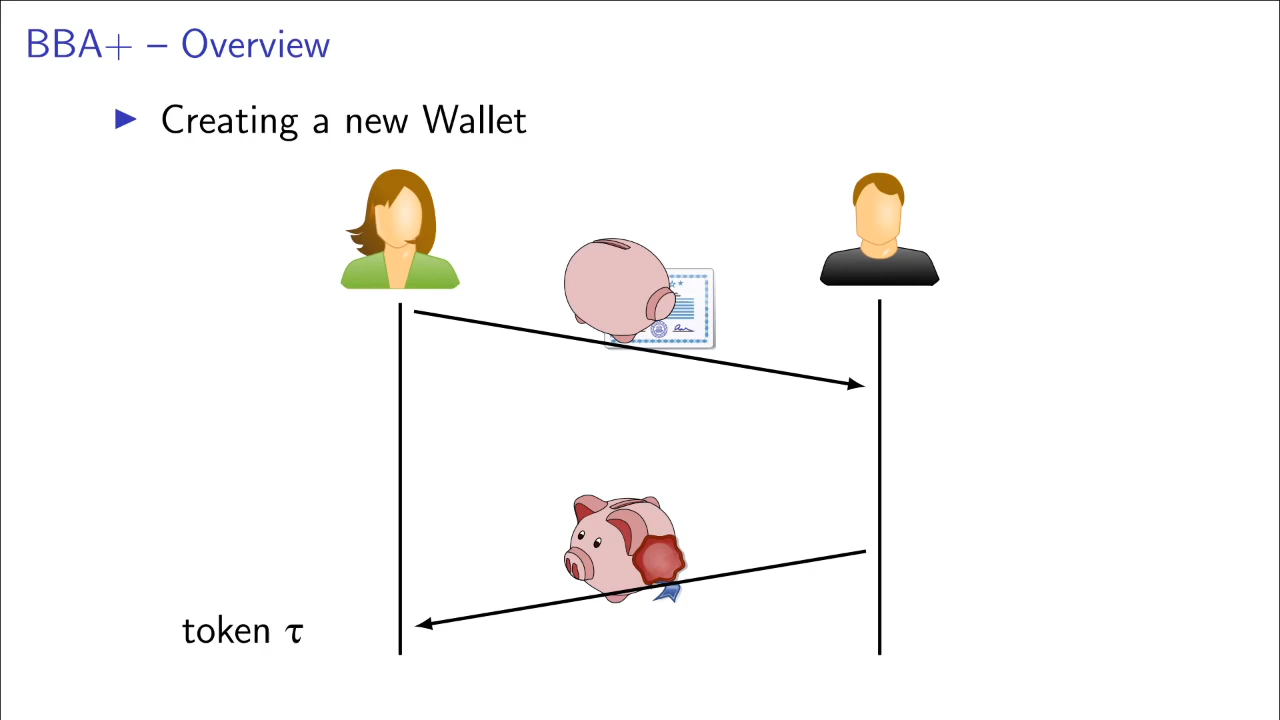 BBA+ – Overview
Creating a new Wallet
token τ